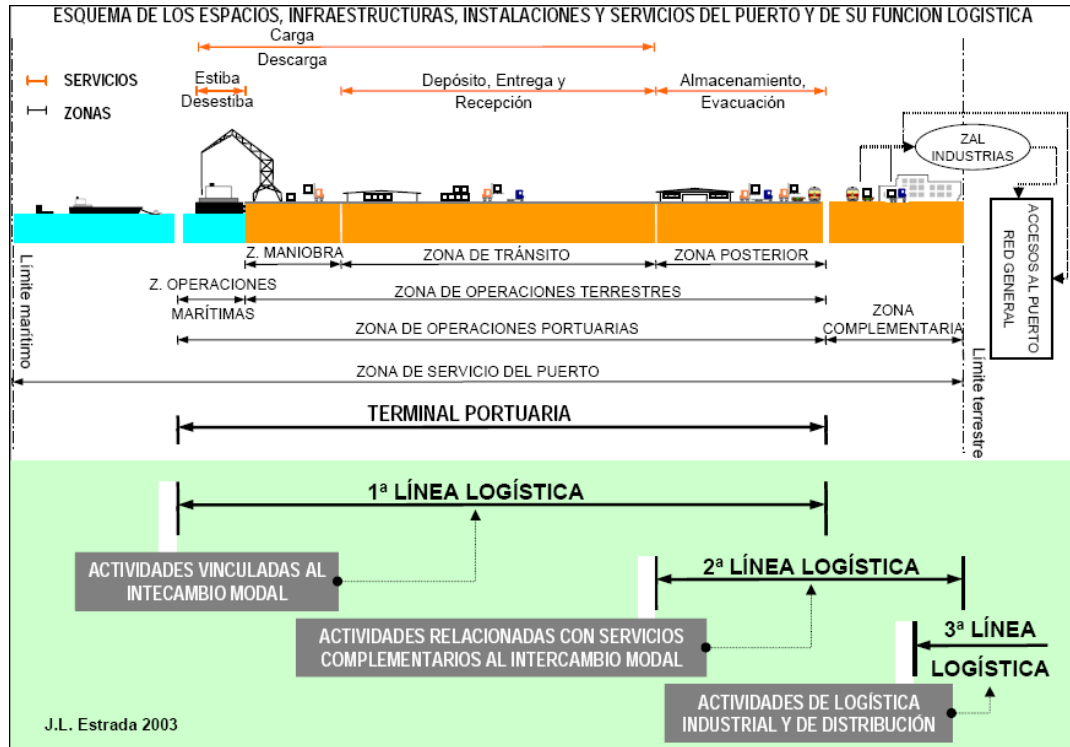 ESQUEMA DE LOS ESPACIOS, INFRAESTRUCTURAS, INSTALACIONES Y SERVICIOS DEL PUERTO Y DE SU FUNCION LOGISTICA
Carga
Descarga
SERVICIOS
ZONAS
Estiba
Desestiba
Depósito, Entrega y
Recepción
Almacenamiento,
Evacuación
ZAL
INDUSTRIAS
ACCESOS AL PUERTO
RED GENERAL
Límite marítimo
Z. MANIOBRA
ZONA DE TRÁNSITO
ZONA POSTERIOR
Z. OPERACIONES
MARÍTIMAS
ZONA DE OPERACIONES TERRESTRES
ZONA DE OPERACIONES PORTUARIAS
ZONA
COMPLEMENTARIA
ZONA DE SERVICIO DEL PUERTO
Límite terrestre
TERMINAL PORTUARIA
1ª LÍNEA LOGÍSTICA
ACTIVIDADES VINCULADAS AL
INTECAMBIO MODAL
2ª LÍNEA LOGÍSTICA
ACTIVIDADES RELACIONADAS CON SERVICIOS
COMPLEMENTARIOS AL INTERCAMBIO MODAL
3ª LÍNEA
LOGÍSTICA
ACTIVIDADES DE LOGÍSTICA
INDUSTRIAL Y DE DISTRIBUCIÓN
J.L. Estrada 2003